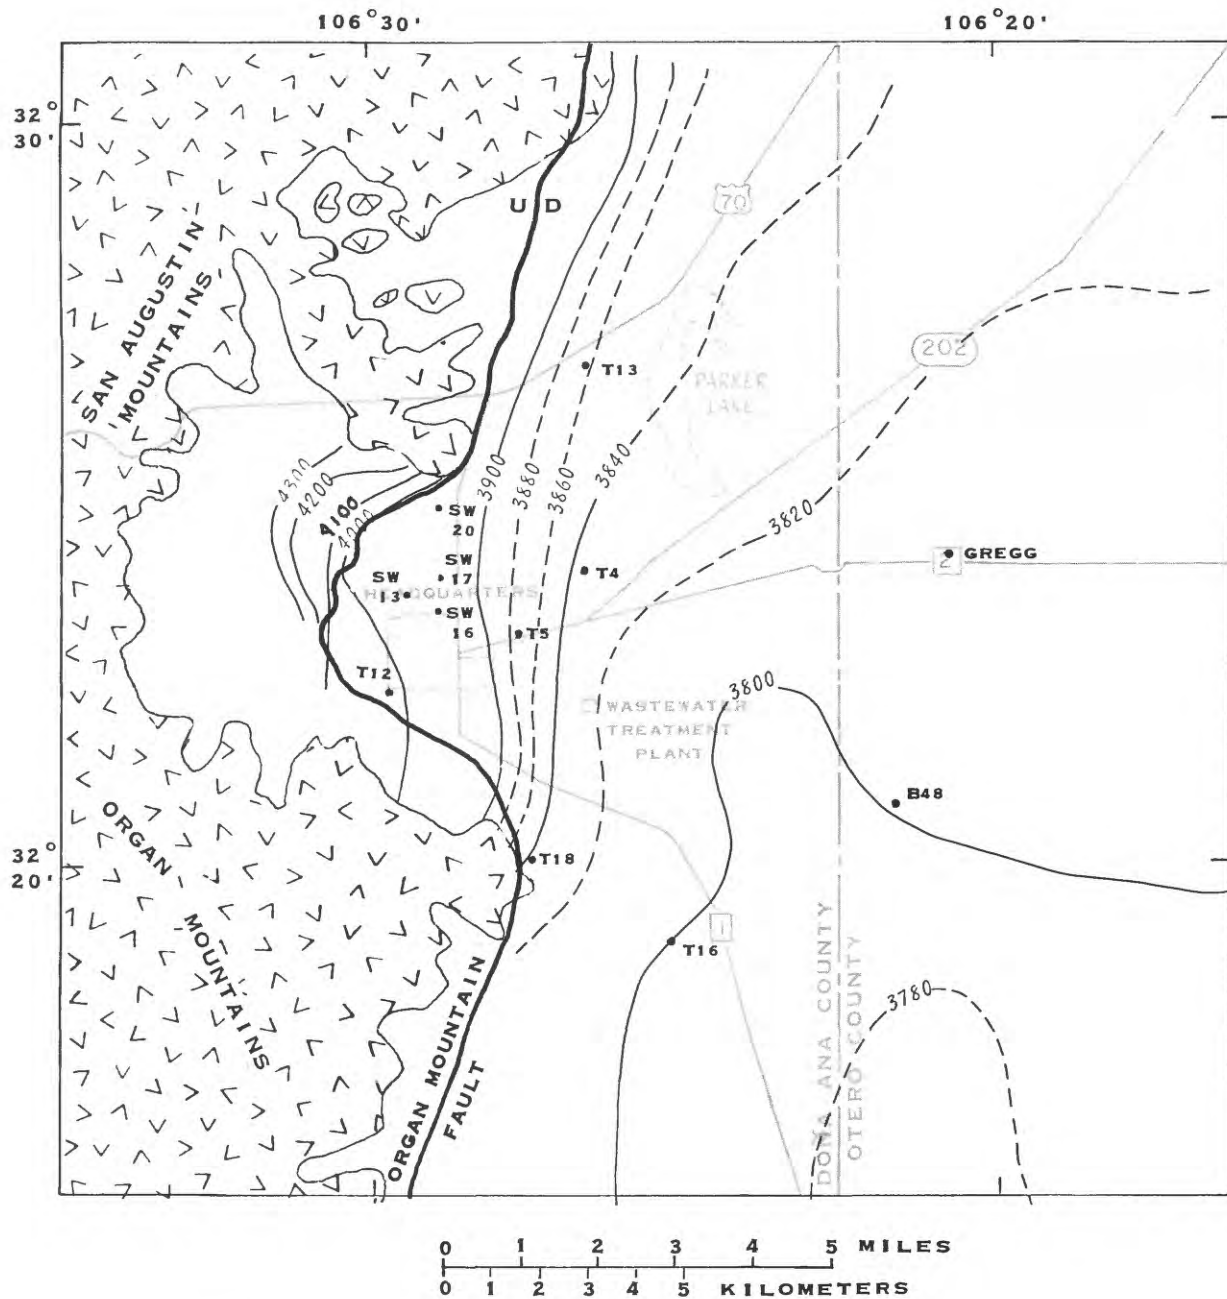 106°30'
106°20'
32°
30'
U D
70
SAN AUGUSTIN
MOUNTAINS
202
T13
PARKER
LAKE
4300
4200
4100
4000
3900
3880
3860
3840
3820
SW
20
SW
17
SW
13
HEADQUARTERS
SW
16
T4
T5
2
GREGG
T12
3800
WASTEWATER
TREATMENT
PLANT
B48
ORGAN
MOUNTAINS
32°
20'
T18
T16
1
3780
ORGAN MOUNTAIN
FAULT
DONA ANA COUNTY
OTERO COUNTY
0 1 2 3 4 5 MILES
0 1 2 3 4 5 KILOMETERS